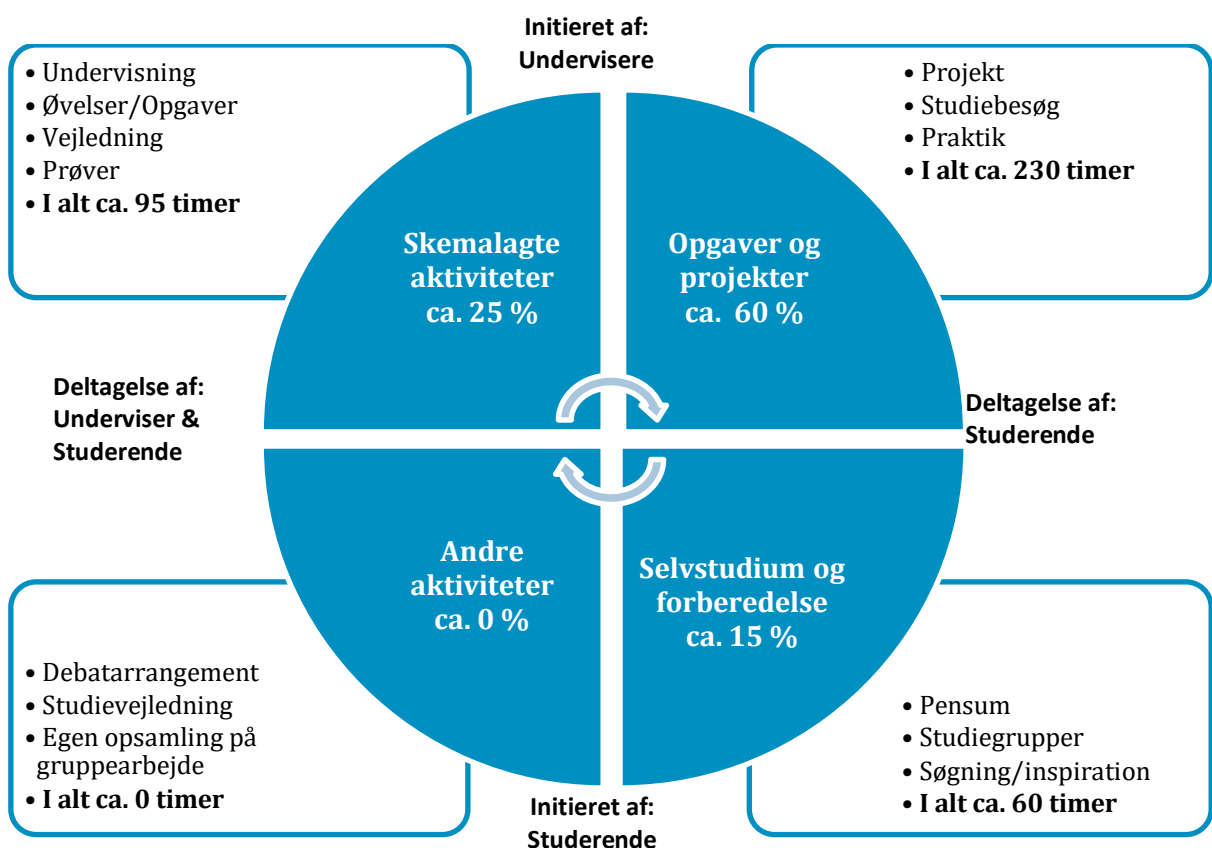 Initieret af:
Undervisere
• Undervisning
• Øvelser/Opgaver
• Vejledning
• Prøver
• I alt ca. 95 timer
• Projekt
• Studiebesøg
• Praktik
• I alt ca. 230 timer
Skemalagte
aktiviteter
ca. 25 %
Opgaver og
projekter
ca. 60 %
Deltagelse af:
Underviser &
Studerende
Deltagelse af:
Studerende
Andre
aktiviteter
ca. 0 %
Selvstudium og
forberedelse
ca. 15 %
• Debatarrangement
• Studievejledning
• Egen opsamling på
gruppearbejde
• I alt ca. 0 timer
• Pensum
• Studiegrupper
• Søgning/inspiration
• I alt ca. 60 timer
Initieret af:
Studerende